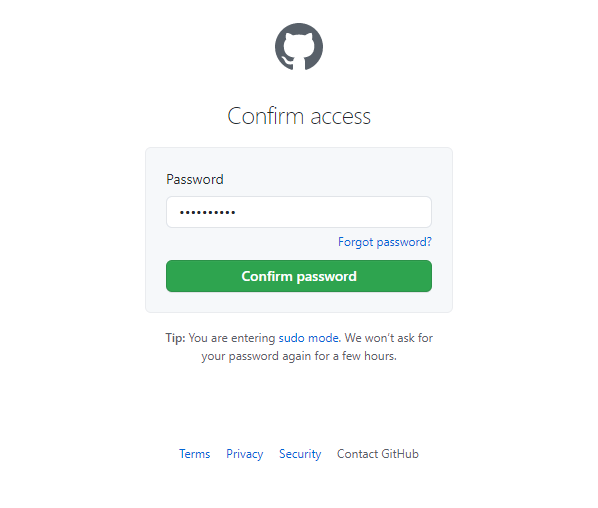 Confirm access
Password
••••••••••
Forgot password?
Confirm password
Tip: You are entering sudo mode. We won't ask for
your password again for a few hours.
Terms Privacy Security Contact GitHub